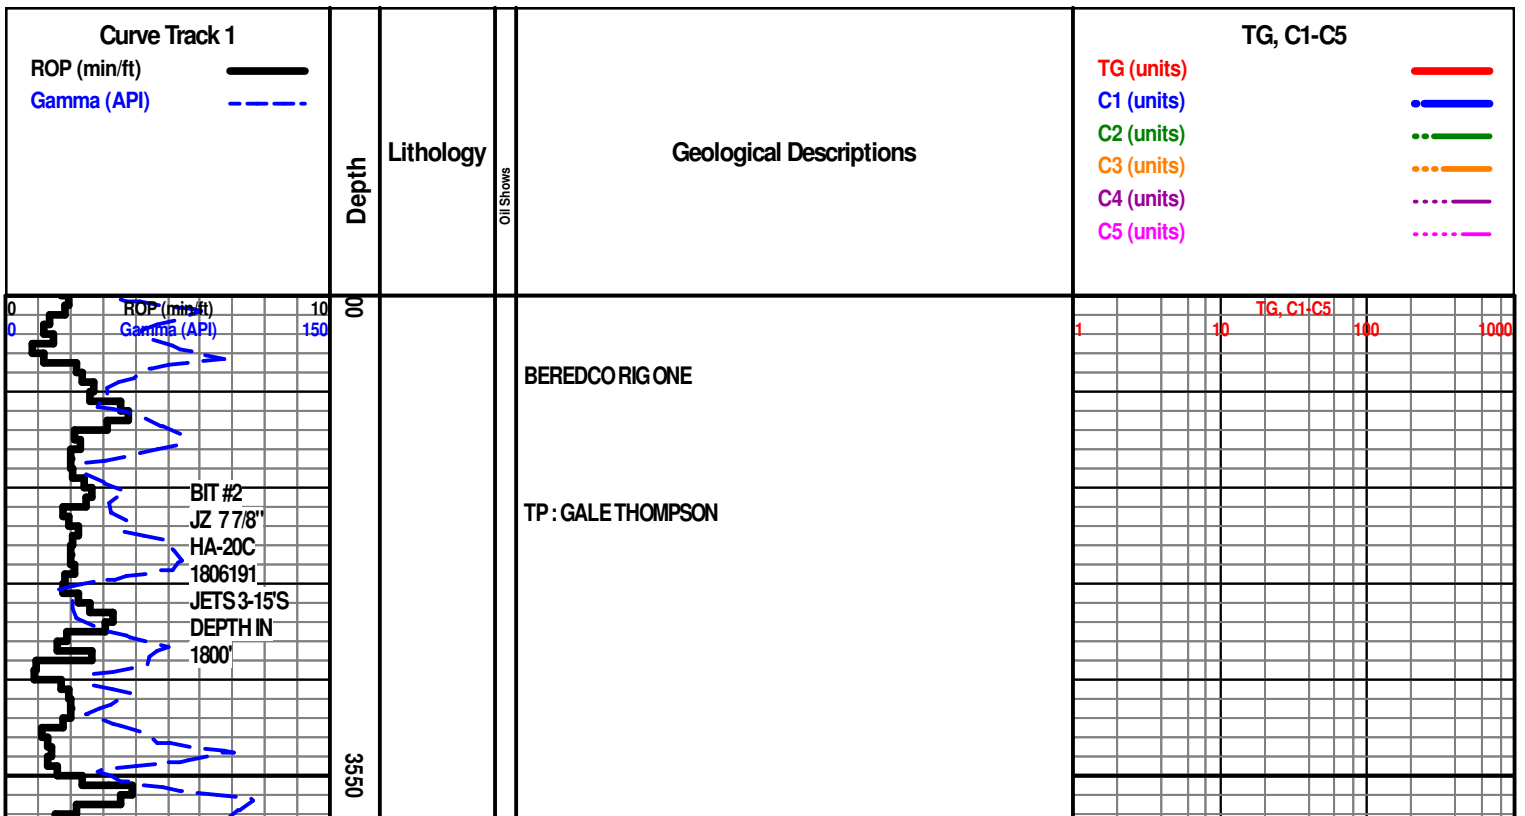 Curve Track 1
ROP (min/ft)
Gamma (API)
Depth
Lithology
Oil Shows
Geological Descriptions
TG, C1-C5
TG (units)
C1 (units)
C2 (units)
C3 (units)
C4 (units)
C5 (units)
0 ROP (min/ft) 10
0 Gamma (API) 150
00
TG, C1-C5
1 10 100 1000
BEREDCO RIG ONE
BIT #2
JZ 7 7/8"
HA-20C
1806191
JETS 3-15'S
DEPTH IN
1800'
TP : GALE THOMPSON
3550